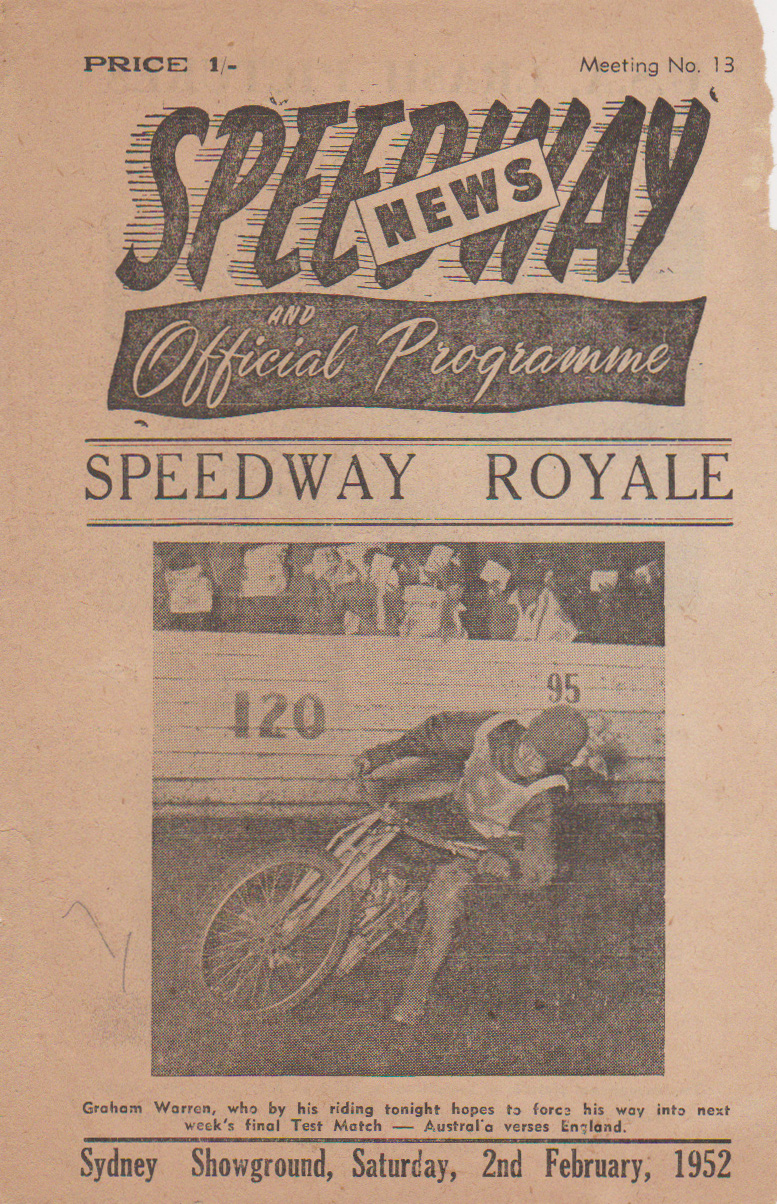 PRICE 1/-
Meeting No. 13
SPEEDWAY
NEWS
AND
Official Programme
SPEEDWAY ROYALE
95
120
Graham Warren, who by his riding tonight hopes to force his way into next
week's final Test Match — Austral'a verses England.
Sydney Showground, Saturday, 2nd February, 1952